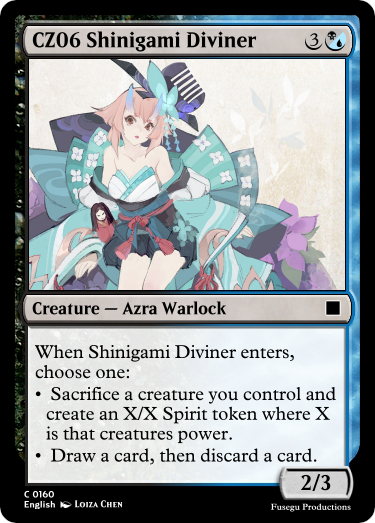 CZ06 Shinigami Diviner 3
Creature — Azra Warlock
When Shinigami Diviner enters,
choose one:
• Sacrifice a creature you control and
create an X/X Spirit token where X
is that creatures power.
• Draw a card, then discard a card.
2/3
C 0160
English Loiza Chen
Fusegu Productions